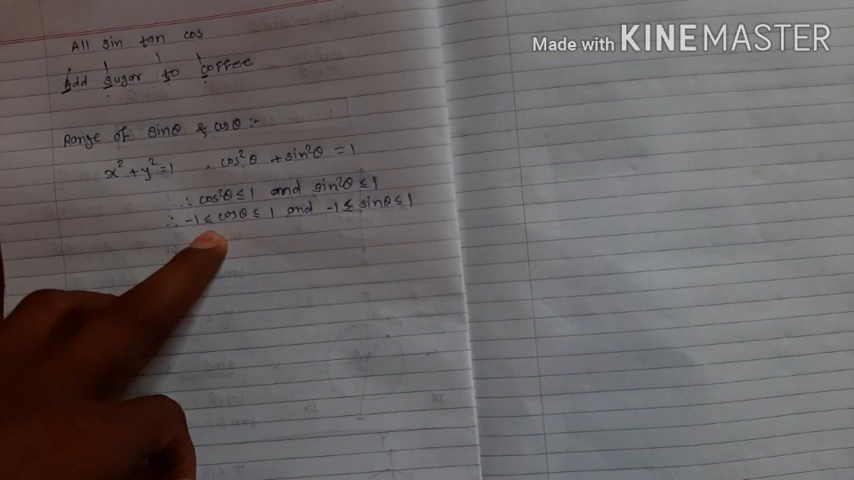 Made with KINEMASTER
All sin tan cos
Add sugar to coffee
Range of sinθ & cosθ :-
x²+y²=1 . cos²θ +sin²θ =1
∴ cos²θ ≤ 1 and sin²θ ≤ 1
∴ -1 ≤ cosθ ≤ 1 and -1 ≤ sinθ ≤ 1